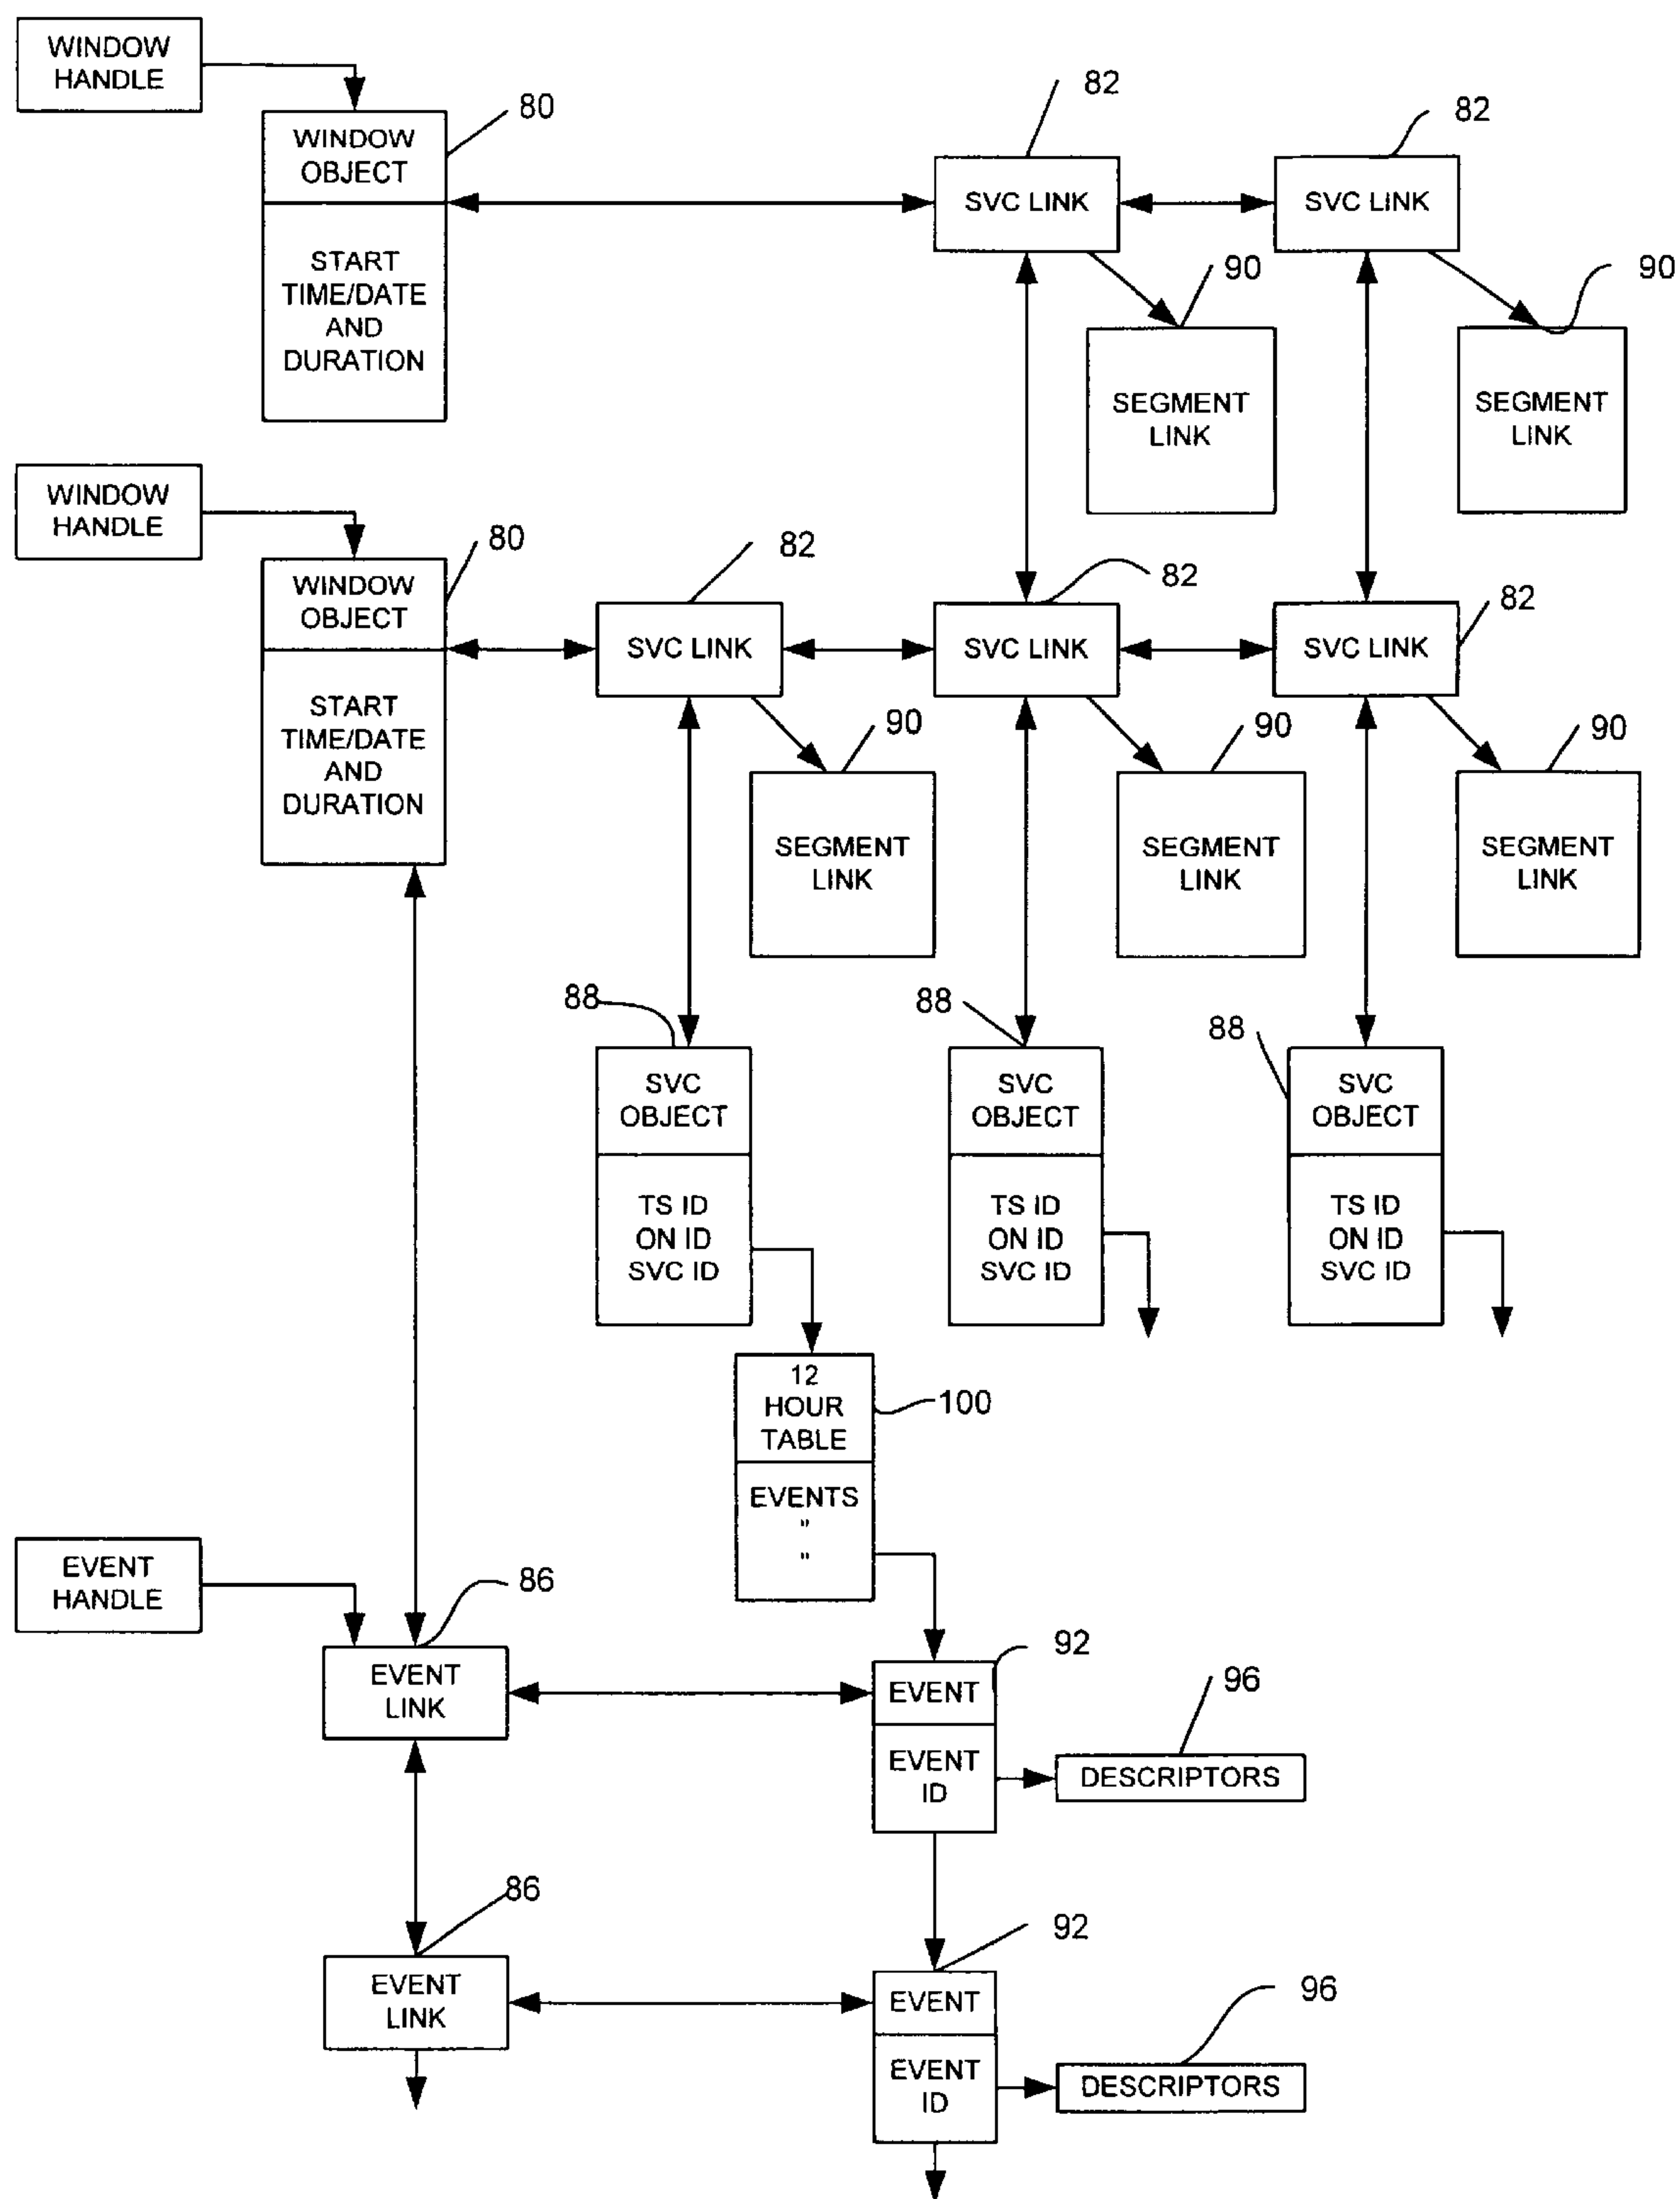 WINDOW
HANDLE
80
WINDOW
OBJECT
START
TIME/DATE
AND
DURATION
82
SVC LINK
82
SVC LINK
90
SEGMENT
LINK
90
SEGMENT
LINK
WINDOW
HANDLE
80
WINDOW
OBJECT
START
TIME/DATE
AND
DURATION
82
SVC LINK
82
SVC LINK
82
SVC LINK
90
SEGMENT
LINK
90
SEGMENT
LINK
90
SEGMENT
LINK
88
SVC
OBJECT
TS ID
ON ID
SVC ID
88
SVC
OBJECT
TS ID
ON ID
SVC ID
88
SVC
OBJECT
TS ID
ON ID
SVC ID
12
HOUR
TABLE
100
EVENTS
"
"
EVENT
HANDLE
86
EVENT
LINK
92
EVENT
EVENT
ID
96
DESCRIPTORS
86
EVENT
LINK
92
EVENT
EVENT
ID
96
DESCRIPTORS